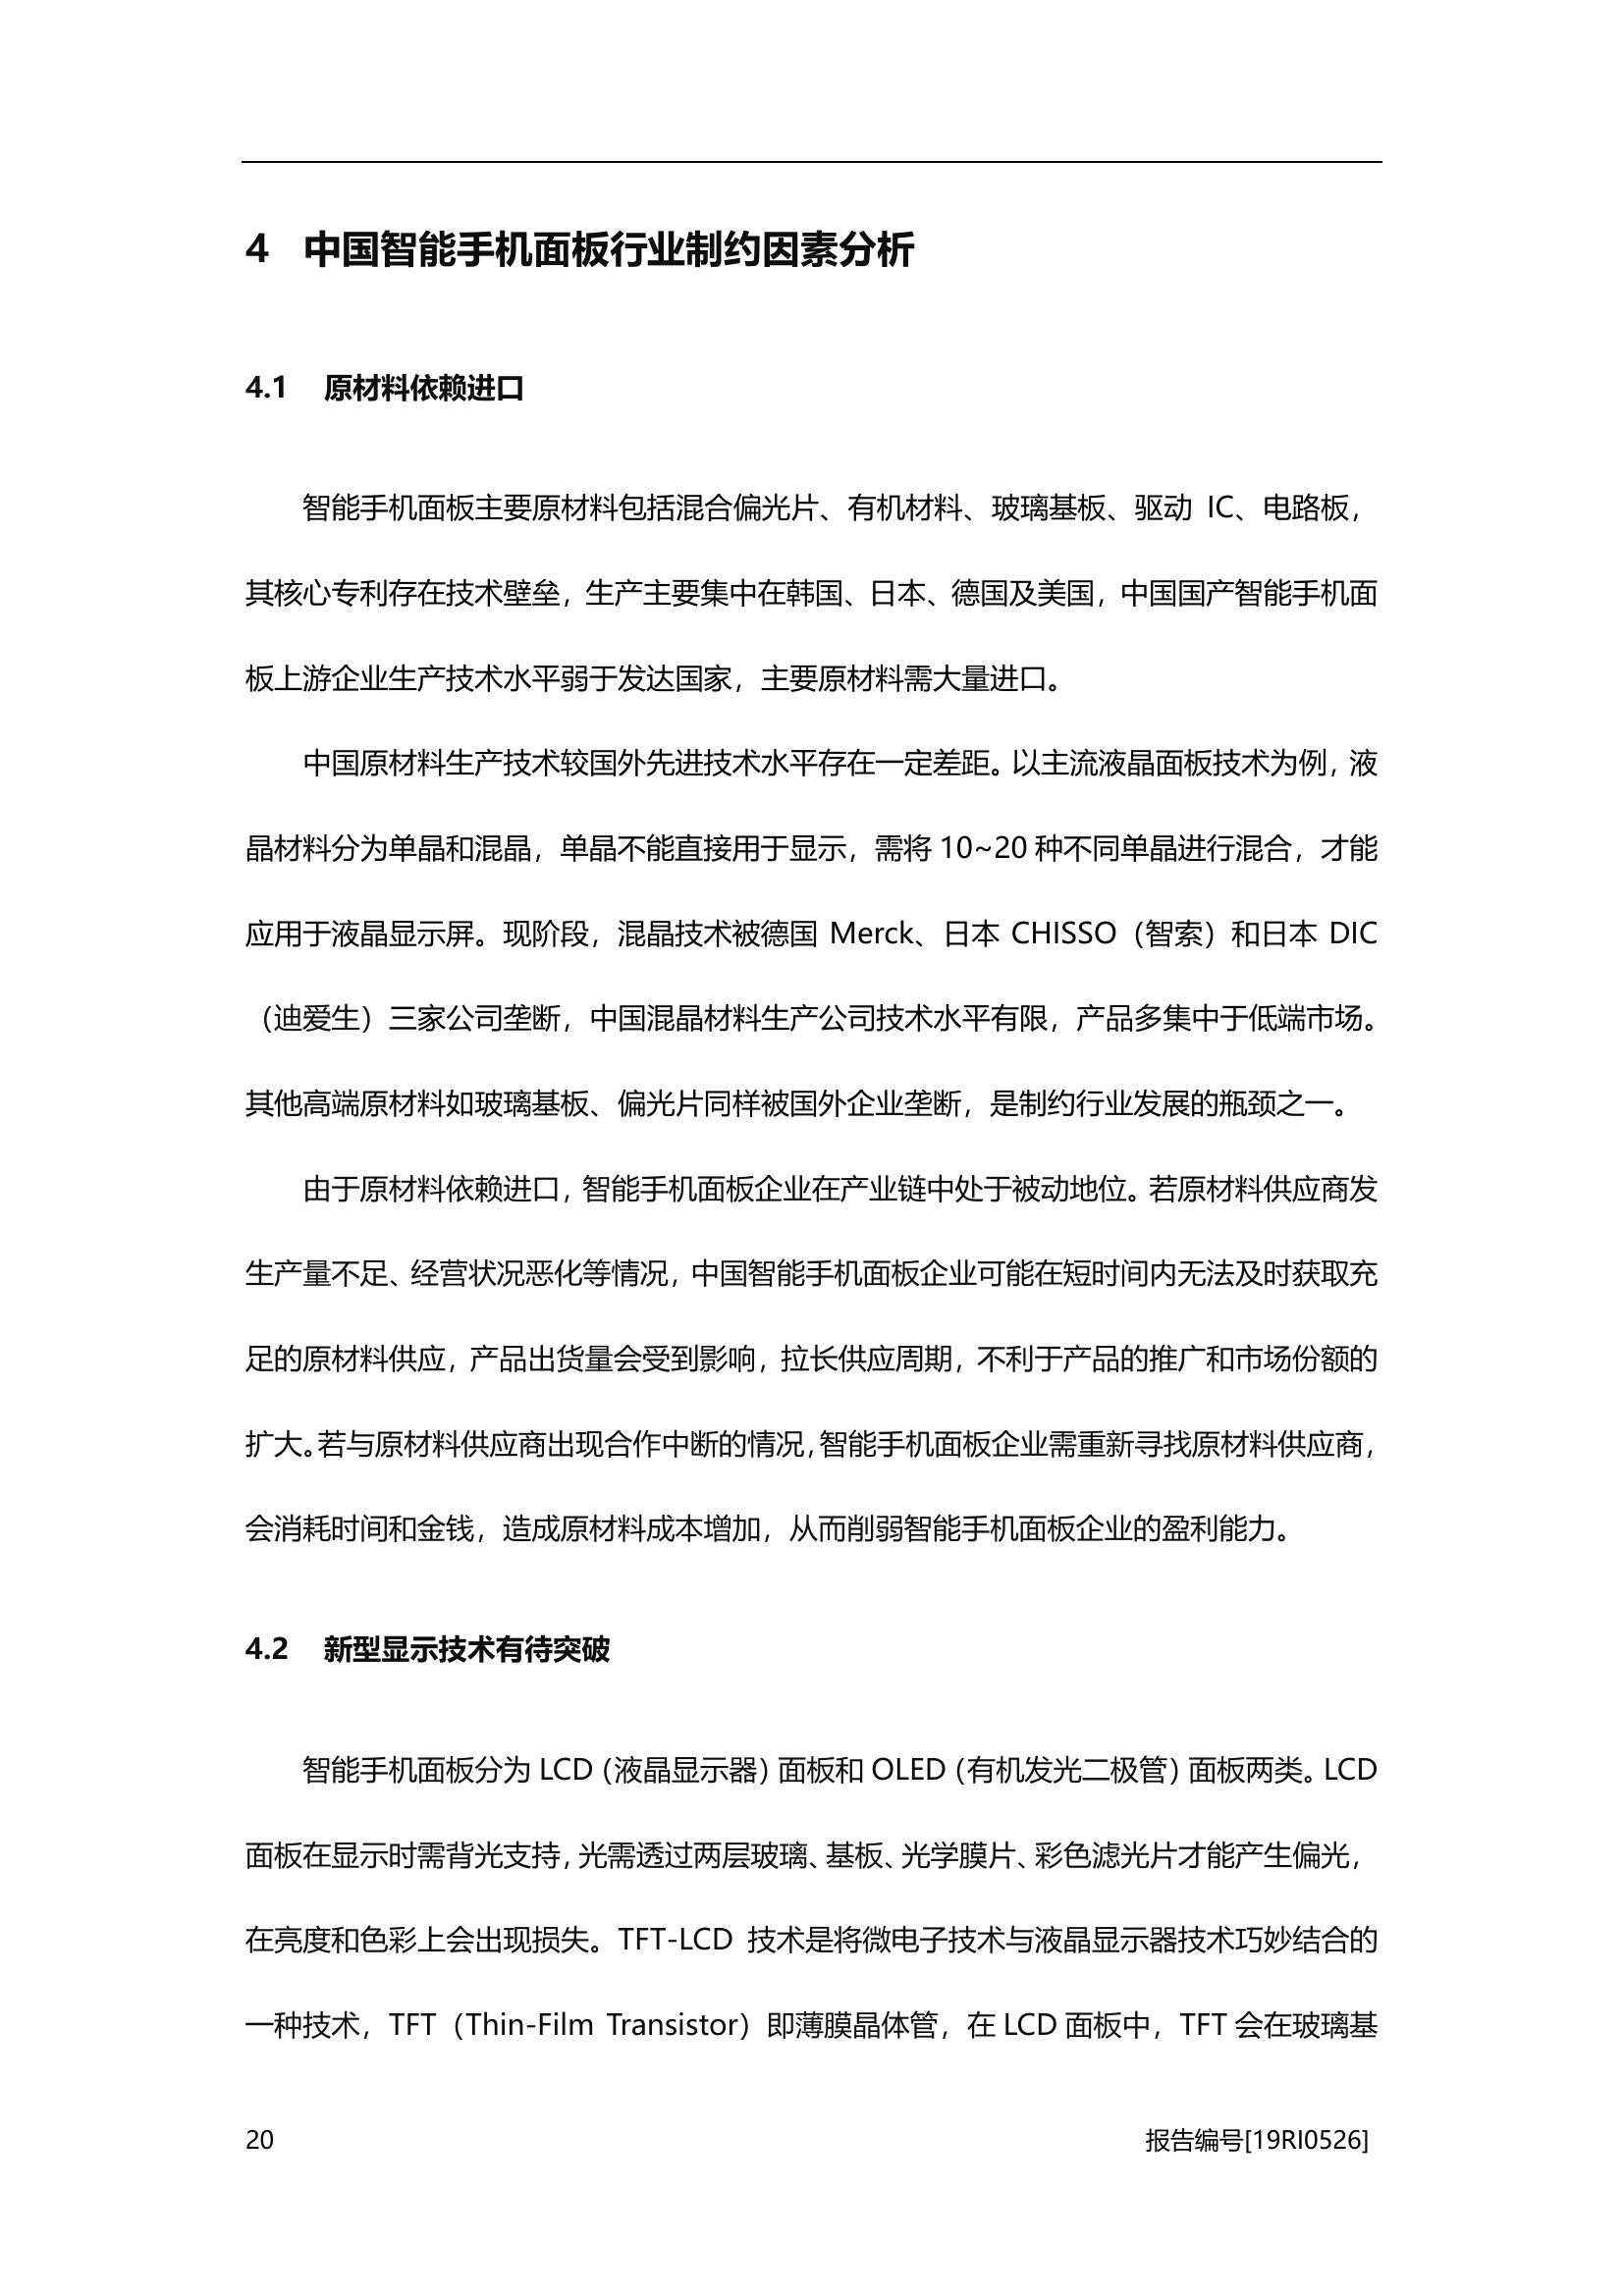 4 中国智能手机面板行业制约因素分析
4.1 原材料依赖进口
智能手机面板主要原材料包括混合偏光片、有机材料、玻璃基板、驱动 IC、电路板，
其核心专利存在技术壁垒，生产主要集中在韩国、日本、德国及美国，中国国产智能手机面
板上游企业生产技术水平弱于发达国家，主要原材料需大量进口。
中国原材料生产技术较国外先进技术水平存在一定差距。以主流液晶面板技术为例，液
晶材料分为单晶和混晶，单晶不能直接用于显示，需将 10~20 种不同单晶进行混合，才能
应用于液晶显示屏。现阶段，混晶技术被德国 Merck、日本 CHISSO（智索）和日本 DIC
（迪爱生）三家公司垄断，中国混晶材料生产公司技术水平有限，产品多集中于低端市场。
其他高端原材料如玻璃基板、偏光片同样被国外企业垄断，是制约行业发展的瓶颈之一。
由于原材料依赖进口，智能手机面板企业在产业链中处于被动地位。若原材料供应商发
生产量不足、经营状况恶化等情况，中国智能手机面板企业可能在短时间内无法及时获取充
足的原材料供应，产品出货量会受到影响，拉长供应周期，不利于产品的推广和市场份额的
扩大。若与原材料供应商出现合作中断的情况，智能手机面板企业需重新寻找原材料供应商，
会消耗时间和金钱，造成原材料成本增加，从而削弱智能手机面板企业的盈利能力。
4.2 新型显示技术有待突破
智能手机面板分为 LCD（液晶显示器）面板和 OLED（有机发光二极管）面板两类。LCD
面板在显示时需背光支持，光需透过两层玻璃、基板、光学膜片、彩色滤光片才能产生偏光，
在亮度和色彩上会出现损失。TFT-LCD 技术是将微电子技术与液晶显示器技术巧妙结合的
一种技术，TFT（Thin-Film Transistor）即薄膜晶体管，在 LCD 面板中，TFT 会在玻璃基
20 报告编号[19RI0526]